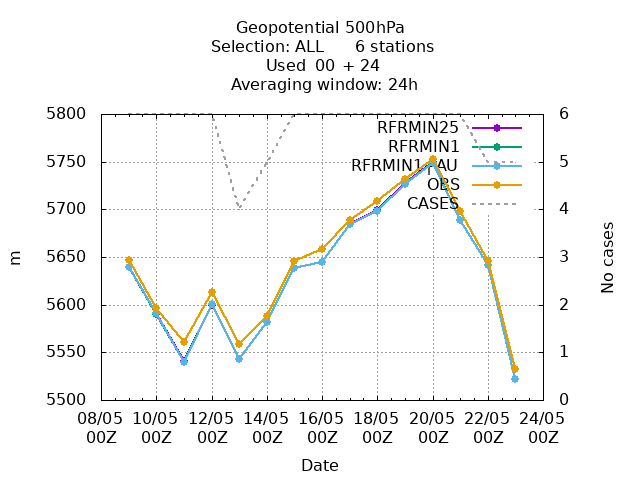 Geopotential 500hPa
Selection: ALL 6 stations
Used 00 + 24
Averaging window: 24h
5800
5750
5700
5650
5600
5550
5500
m
6
5
4
3
2
1
0
No cases
RFRMIN25
RFRMIN1
RFRMIN1TAU
OBS
CASES
08/05 10/05 12/05 14/05 16/05 18/05 20/05 22/05 24/05
00Z 00Z 00Z 00Z 00Z 00Z 00Z 00Z 00Z
Date